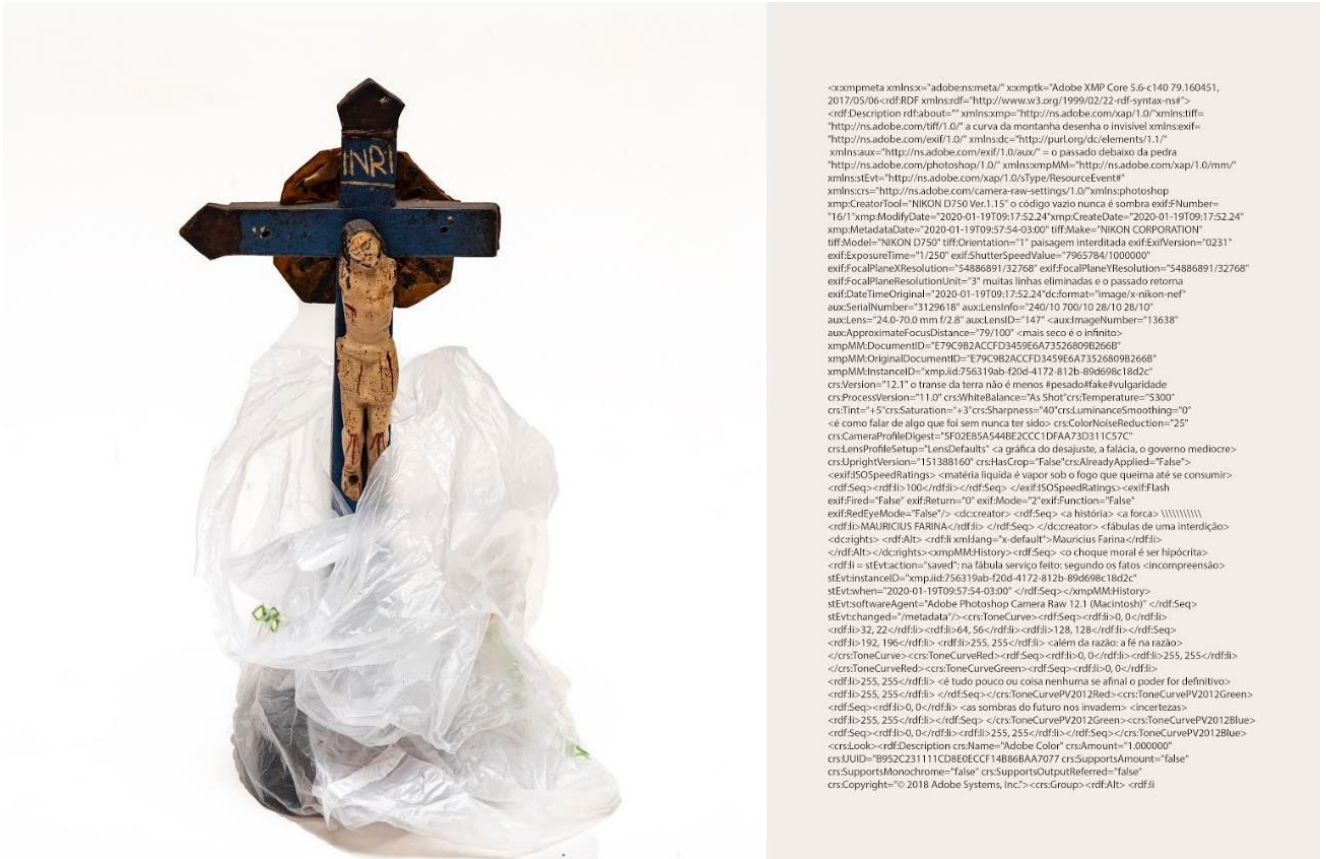 INRI
<x:xmpmeta xmlns:x="adobe:ns:meta/" x:xmptk="Adobe XMP Core 5.6-c140 79.160451,
2017/05/06<rdf:RDF xmlns:rdf="http://www.w3.org/1999/02/22-rdf-syntax-ns#">
<rdf:Description rdf:about="" xmlns:xmp="http://ns.adobe.com/xap/1.0/"xmlns:tiff=
"http://ns.adobe.com/tiff/1.0/" a curva da montanha desenha o invisível xmlns:exif=
"http://ns.adobe.com/exif/1.0/" xmlns:dc="http://purl.org/dc/elements/1.1/"
xmlns:aux="http://ns.adobe.com/exif/1.0/aux/" = o passado debaixo da pedra
"http://ns.adobe.com/photoshop/1.0/" xmlns:xmpMM="http://ns.adobe.com/xap/1.0/mm/"
xmlns:stEvt="http://ns.adobe.com/xap/1.0/sType/ResourceEvent#"
xmlns:crs="http://ns.adobe.com/camera-raw-settings/1.0/"xmlns:photoshop
xmp:CreatorTool="NIKON D750 Ver.1.15" o código vazio nunca é sombra exif:FNumber=
"16/1"xmp:ModifyDate="2020-01-19T09:17:52.24"xmp:CreateDate="2020-01-19T09:17:52.24"
xmp:MetadataDate="2020-01-19T09:57:54-03:00" tiff:Make="NIKON CORPORATION"
tiff:Model="NIKON D750" tiff:Orientation="1" paisagem interditada exif:ExifVersion="0231"
exif:ExposureTime="1/250" exif:ShutterSpeedValue="7965784/1000000"
exif:FocalPlaneXResolution="54886891/32768" exif:FocalPlaneYResolution="54886891/32768"
exif:FocalPlaneResolutionUnit="3" muitas linhas eliminadas e o passado retorna
exif:DateTimeOriginal="2020-01-19T09:17:52.24"dc:format="image/x-nikon-nef"
aux:SerialNumber="3129618" aux:LensInfo="240/10 700/10 28/10 28/10"
aux:Lens="24.0-70.0 mm f/2.8" aux:LensID="147" <aux:ImageNumber="13638"
aux:ApproximateFocusDistance="79/100" <mais seco é o infinito>
xmpMM:DocumentID="E79C9B2ACCFD3459E6A73526809B266B"
xmpMM:OriginalDocumentID="E79C9B2ACCFD3459E6A73526809B266B"
xmpMM:InstanceID="xmp.iid:756319ab-f20d-4172-812b-89d698c18d2c"
crs:Version="12.1" o transe da terra não é menos #pesado#fake#vulgaridade
crs:ProcessVersion="11.0" crs:WhiteBalance="As Shot"crs:Temperature="5300"
crs:Tint="+5"crs:Saturation="+3"crs:Sharpness="40"crs:LuminanceSmoothing="0"
<é como falar de algo que foi sem nunca ter sido> crs:ColorNoiseReduction="25"
crs:CameraProfileDigest="5F02E85A544BE2CCC1DFAA73D311C57C"
crs:LensProfileSetup="LensDefaults" <a gráfica do desajuste, a falácia, o governo medíocre>
crs:UprightVersion="151388160" crs:HasCrop="False"crs:AlreadyApplied="False">
<exif:ISOSpeedRatings> <matéria líquida é vapor sob o fogo que queima até se consumir>
<rdf:Seq><rdf:li>100</rdf:li></rdf:Seq> </exif:ISOSpeedRatings><exif:Flash
exif:Fired="False" exif:Return="0" exif:Mode="2"exif:Function="False"
exif:RedEyeMode="False"/> <dc:creator> <rdf:Seq> <a história> <a forca> \\\\\\\\\\\
<rdf:li>MAURICIUS FARINA</rdf:li> </rdf:Seq> </dc:creator> <fábulas de uma interdição>
<dc:rights> <rdf:Alt> <rdf:li xml:lang="x-default">Mauricius Farina</rdf:li>
</rdf:Alt></dc:rights><xmpMM:History><rdf:Seq> <o choque moral é ser hipócrita>
<rdf:li = stEvt:action="saved": na fábula serviço feito: segundo os fatos <incompreensão>
stEvt:instanceID="xmp.iid:756319ab-f20d-4172-812b-89d698c18d2c"
stEvt:when="2020-01-19T09:57:54-03:00" </rdf:Seq></xmpMM:History>
stEvt:softwareAgent="Adobe Photoshop Camera Raw 12.1 (Macintosh)" </rdf:Seq>
stEvt:changed="/metadata"/><crs:ToneCurve><rdf:Seq><rdf:li>0, 0</rdf:li>
<rdf:li>32, 22</rdf:li><rdf:li>64, 56</rdf:li><rdf:li>128, 128</rdf:li></rdf:Seq>
<rdf:li>192, 196</rdf:li> <rdf:li>255, 255</rdf:li> <além da razão: a fé na razão>
</crs:ToneCurve><crs:ToneCurveRed><rdf:Seq><rdf:li>0, 0</rdf:li><rdf:li>255, 255</rdf:li>
</crs:ToneCurveRed><crs:ToneCurveGreen><rdf:Seq><rdf:li>0, 0</rdf:li>
<rdf:li>255, 255</rdf:li> <é tudo pouco ou coisa nenhuma se afinal o poder for definitivo>
<rdf:li>255, 255</rdf:li> </rdf:Seq></crs:ToneCurvePV2012Red><crs:ToneCurvePV2012Green>
<rdf:Seq><rdf:li>0, 0</rdf:li> <as sombras do futuro nos invadem> <incertezas>
<rdf:li>255, 255</rdf:li></rdf:Seq> </crs:ToneCurvePV2012Green><crs:ToneCurvePV2012Blue>
<rdf:Seq><rdf:li>0, 0</rdf:li><rdf:li>255, 255</rdf:li></rdf:Seq></crs:ToneCurvePV2012Blue>
<crs:Look><rdf:Description crs:Name="Adobe Color" crs:Amount="1.000000"
crs:UUID="B952C231111CD8E0ECCF14B86BAA7077 crs:SupportsAmount="false"
crs:SupportsMonochrome="false" crs:SupportsOutputReferred="false"
crs:Copyright="© 2018 Adobe Systems, Inc."><crs:Group><rdf:Alt> <rdf:li